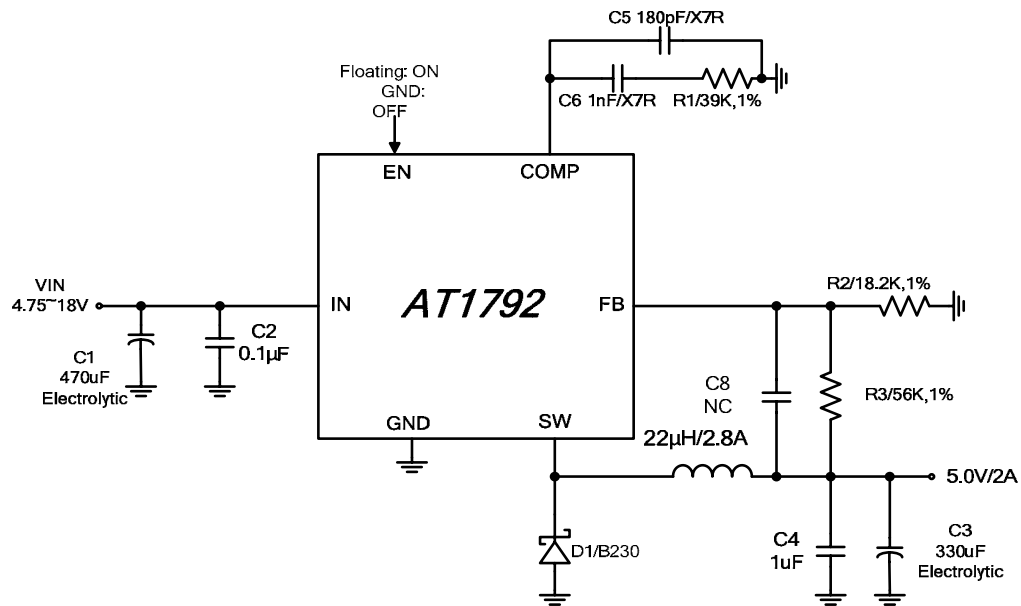 C5 180pF/X7R
Floating: ON
GND:
OFF
C6 1nF/X7R
R1/39K,1%
EN
COMP
VIN
4.75~18V
IN
AT1792
FB
R2/18.2K,1%
C1
470uF
Electrolytic
C2
0.1µF
C8
NC
R3/56K,1%
GND
SW
22µH/2.8A
5.0V/2A
D1/B230
C4
1uF
C3
330uF
Electrolytic